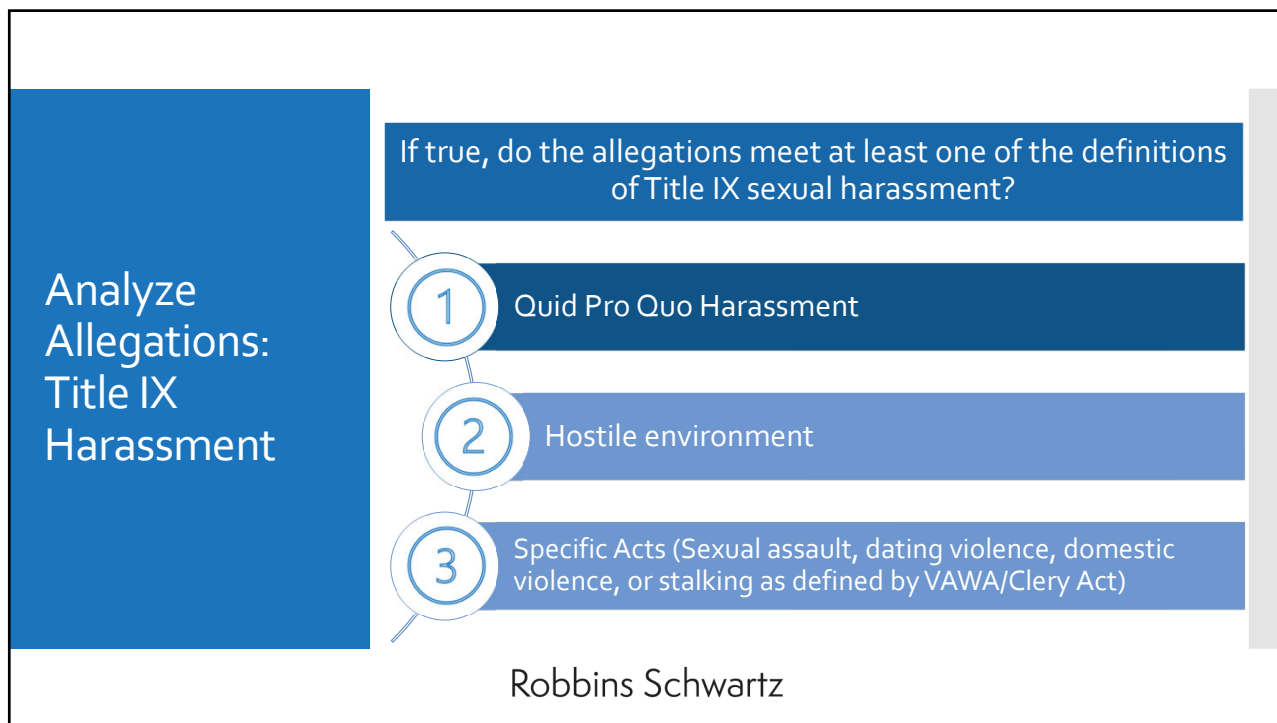 Analyze
Allegations:
Title IX
Harassment
If true, do the allegations meet at least one of the definitions
of Title IX sexual harassment?
1
Quid Pro Quo Harassment
2
Hostile environment
3
Specific Acts (Sexual assault, dating violence, domestic
violence, or stalking as defined by VAWA/Clery Act)
Robbins Schwartz